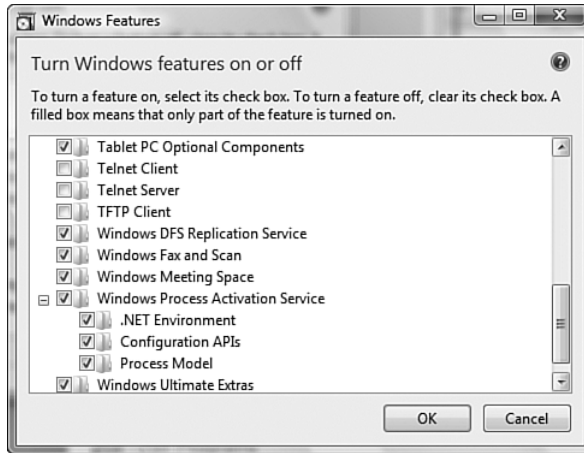 Windows Features
Turn Windows features on or off
To turn a feature on, select its check box. To turn a feature off, clear its check box. A
filled box means that only part of the feature is turned on.
Tablet PC Optional Components
Telnet Client
Telnet Server
TFTP Client
Windows DFS Replication Service
Windows Fax and Scan
Windows Meeting Space
Windows Process Activation Service
.NET Environment
Configuration APIs
Process Model
Windows Ultimate Extras
OK
Cancel